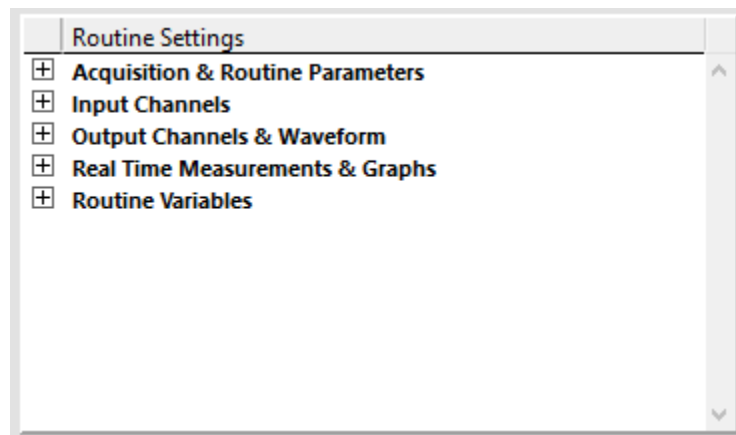 Routine Settings
Acquisition & Routine Parameters
Input Channels
Output Channels & Waveform
Real Time Measurements & Graphs
Routine Variables